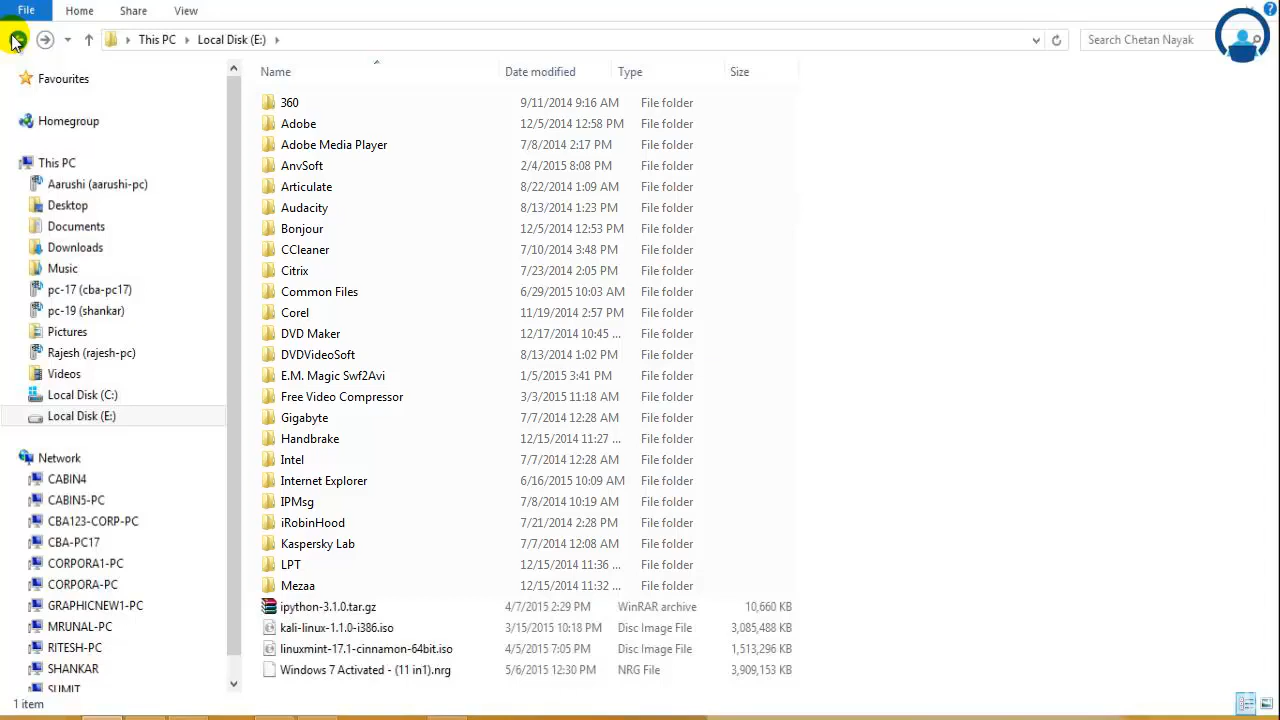 File Home Share View
This PC Local Disk (E:) Search Chetan Nayak
Name Date modified Type Size
Favourites
Homegroup
This PC
Aarushi (aarushi-pc)
Desktop
Documents
Downloads
Music
pc-17 (cba-pc17)
pc-19 (shankar)
Pictures
Rajesh (rajesh-pc)
Videos
Local Disk (C:)
Local Disk (E:)
Network
CABIN4
CABIN5-PC
CBA123-CORP-PC
CBA-PC17
CORPORA1-PC
CORPORA-PC
GRAPHICNEW1-PC
MRUNAL-PC
RITESH-PC
SHANKAR
SUMIT
360 9/11/2014 9:16 AM File folder
Adobe 12/5/2014 12:58 PM File folder
Adobe Media Player 7/8/2014 2:17 PM File folder
AnvSoft 2/4/2015 8:08 PM File folder
Articulate 8/22/2014 1:09 AM File folder
Audacity 8/13/2014 1:23 PM File folder
Bonjour 12/5/2014 12:53 PM File folder
CCleaner 7/10/2014 3:48 PM File folder
Citrix 7/23/2014 2:05 PM File folder
Common Files 6/29/2015 10:03 AM File folder
Corel 11/19/2014 2:57 PM File folder
DVD Maker 12/17/2014 10:45 ... File folder
DVDVideoSoft 8/13/2014 1:02 PM File folder
E.M. Magic Swf2Avi 1/5/2015 3:41 PM File folder
Free Video Compressor 3/3/2015 11:18 AM File folder
Gigabyte 7/7/2014 12:28 AM File folder
Handbrake 12/15/2014 11:27 ... File folder
Intel 7/7/2014 12:28 AM File folder
Internet Explorer 6/16/2015 10:09 AM File folder
IPMsg 7/8/2014 10:19 AM File folder
iRobinHood 7/21/2014 2:28 PM File folder
Kaspersky Lab 7/7/2014 12:08 AM File folder
LPT 12/15/2014 11:36 ... File folder
Mezaa 12/15/2014 11:32 ... File folder
ipython-3.1.0.tar.gz 4/7/2015 2:29 PM WinRAR archive 10,660 KB
kali-linux-1.1.0-i386.iso 3/15/2015 10:18 PM Disc Image File 3,085,488 KB
linuxmint-17.1-cinnamon-64bit.iso 4/5/2015 7:05 PM Disc Image File 1,513,296 KB
Windows 7 Activated - (11 in1).nrg 5/6/2015 12:30 PM NRG File 3,909,153 KB
1 item